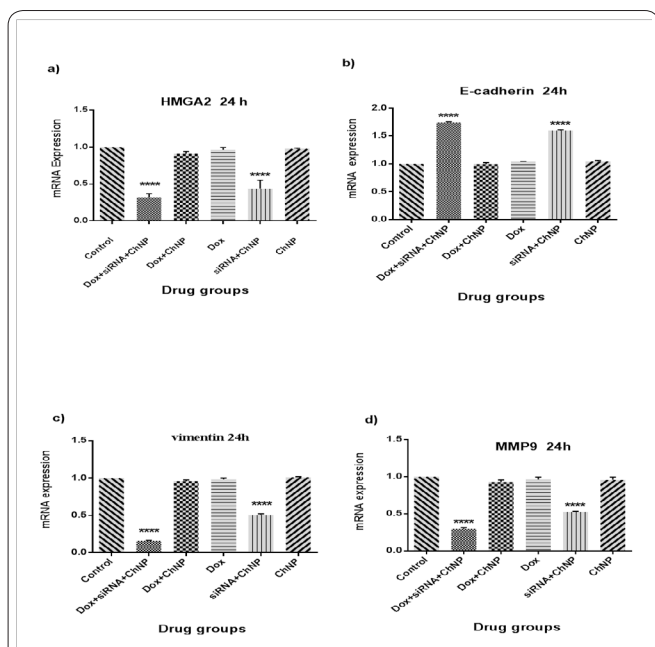 a)
HMGA2 24 h
mRNA Expression
1.5
1.0
0.5
0.0
****
****
Control
Dox+siRNA+ChNP
Dox+ChNP
Dox
siRNA+ChNP
ChNP
Drug groups
b)
E-cadherin 24h
mRNA expression
2.0
1.5
1.0
0.5
0.0
****
****
Control
Dox+siRNA+ChNP
Dox+ChNP
Dox
siRNA+ChNP
ChNP
Drug groups
c)
vimentin 24h
mRNA expression
1.5
1.0
0.5
0.0
****
****
Control
Dox+siRNA+ChNP
Dox+ChNP
Dox
siRNA+ChNP
ChNP
Drug groups
d)
MMP9 24h
mRNA expression
1.5
1.0
0.5
0.0
****
****
Control
Dox+siRNA+ChNP
Dox+ChNP
Dox
siRNA+ChNP
ChNP
Drug groups